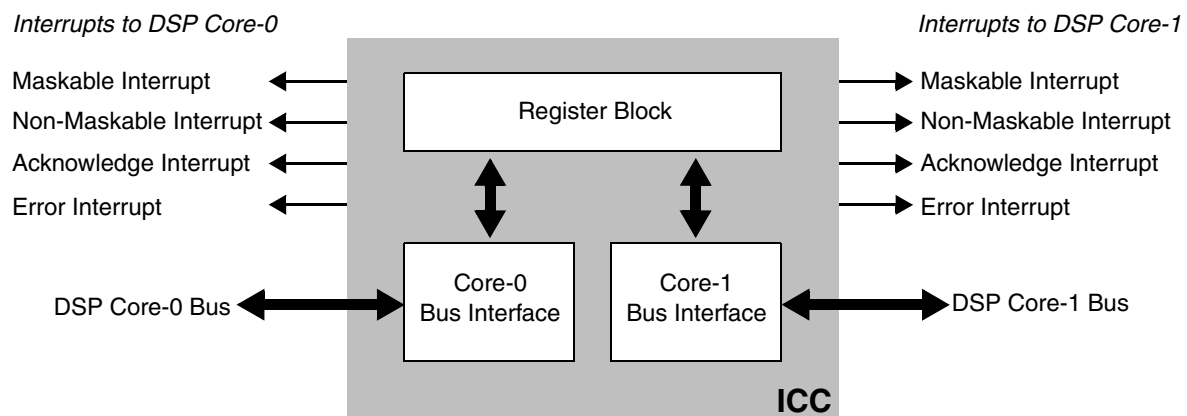 Interrupts to DSP Core-0
Maskable Interrupt
Non-Maskable Interrupt
Acknowledge Interrupt
Error Interrupt
DSP Core-0 Bus
Register Block
Core-0
Bus Interface
Core-1
Bus Interface
ICC
Interrupts to DSP Core-1
Maskable Interrupt
Non-Maskable Interrupt
Acknowledge Interrupt
Error Interrupt
DSP Core-1 Bus